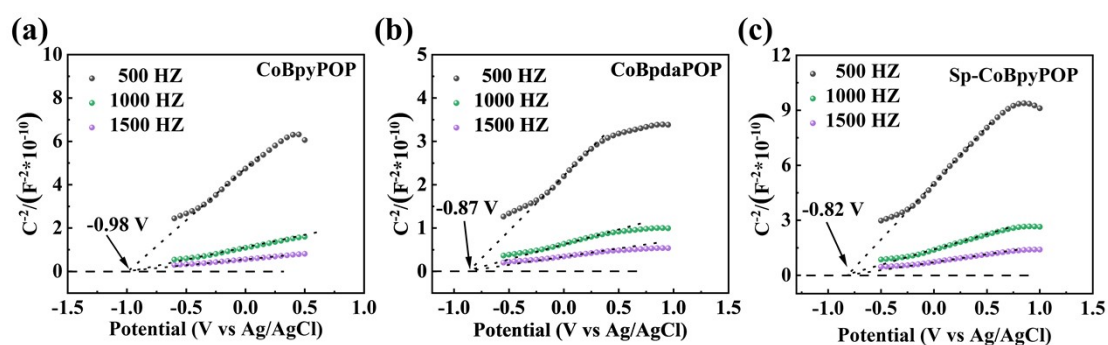 (a)
CoBpyPOP
500 HZ
1000 HZ
1500 HZ
-0.98 V
C⁻²/(F⁻²*10⁻¹⁰)
10
8
6
4
2
0
-1.5 -1.0 -0.5 0.0 0.5 1.0
Potential (V vs Ag/AgCl)
(b)
CoBpdaPOP
500 HZ
1000 HZ
1500 HZ
-0.87 V
C⁻²/(F⁻²*10⁻¹⁰)
5
4
3
2
1
0
-1.0 -0.5 0.0 0.5 1.0
Potential (V vs Ag/AgCl)
(c)
Sp-CoBpyPOP
500 HZ
1000 HZ
1500 HZ
-0.82 V
C⁻²/(F⁻²*10⁻¹⁰)
12
9
6
3
0
-1.0 -0.5 0.0 0.5 1.0 1.5
Potential (V vs Ag/AgCl)